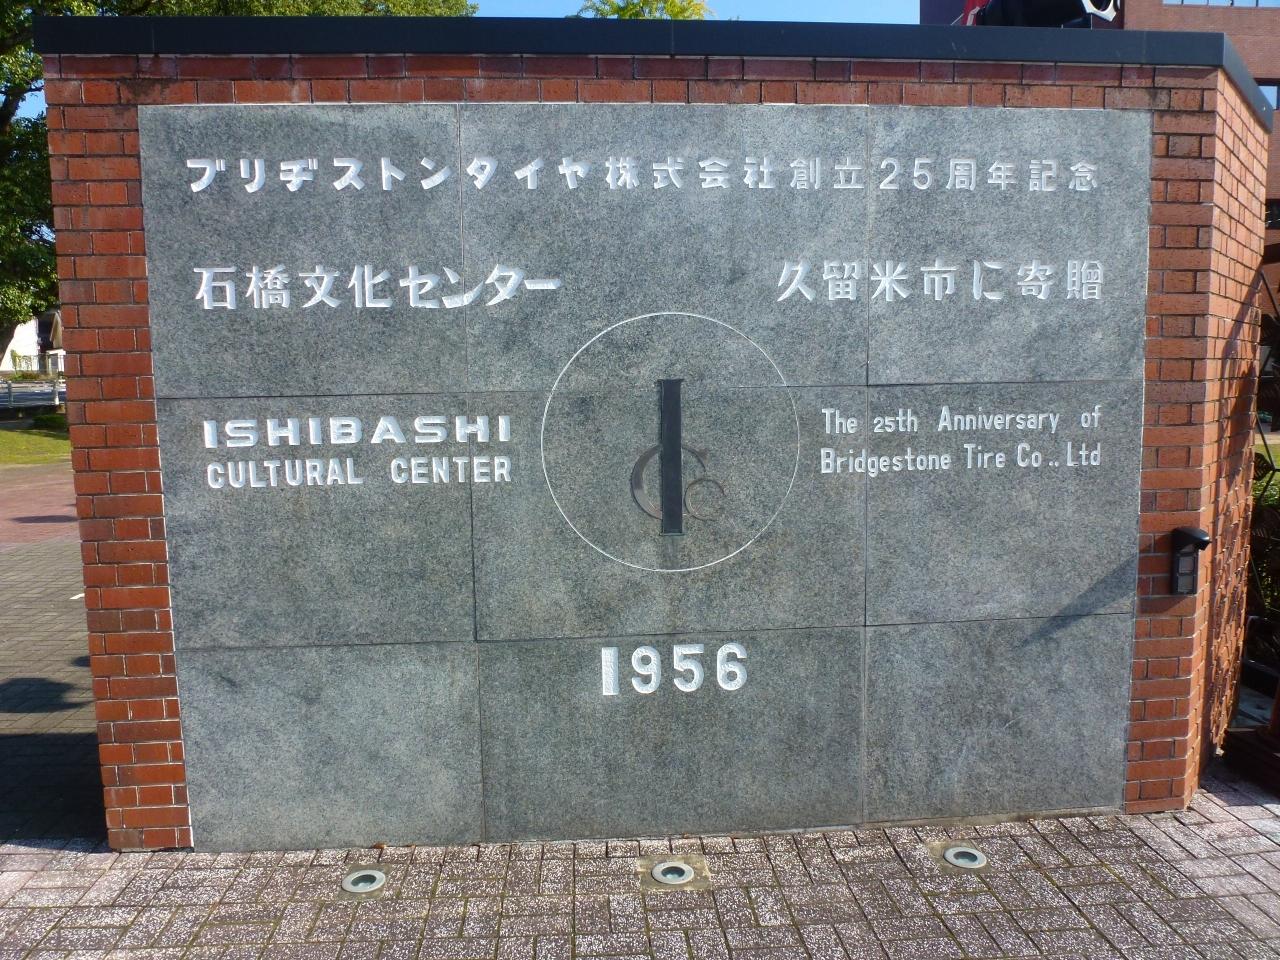 ブリヂストンタイヤ株式会社創立25周年記念
石橋文化センター 久留米市に寄贈
ISHIBASHI
CULTURAL CENTER
The 25th Anniversary of
Bridgestone Tire Co.. Ltd
ICC
1956